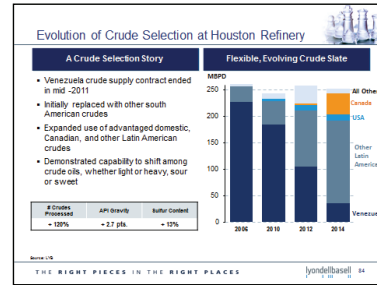 Evolution of Crude Selection at Houston Refinery
A Crude Selection Story
Flexible, Evolving Crude Slate
• Venezuela crude supply contract ended
in mid -2011
• Initially replaced with other south
American crudes
• Expanded use of advantaged domestic,
Canadian, and other Latin American
crudes
• Demonstrated capability to shift among
crude oils, whether light or heavy, sour
or sweet
# Crudes
Processed
API Gravity
Sulfur Content
+ 120%
+ 2.7 pts.
+ 13%
MBPD
250
200
150
100
50
0
2006
2010
2012
2014
All Other
Canada
USA
Other
Latin
America
Venezue
Source: LYB
THE RIGHT PIECES IN THE RIGHT PLACES
lyondellbasell 84